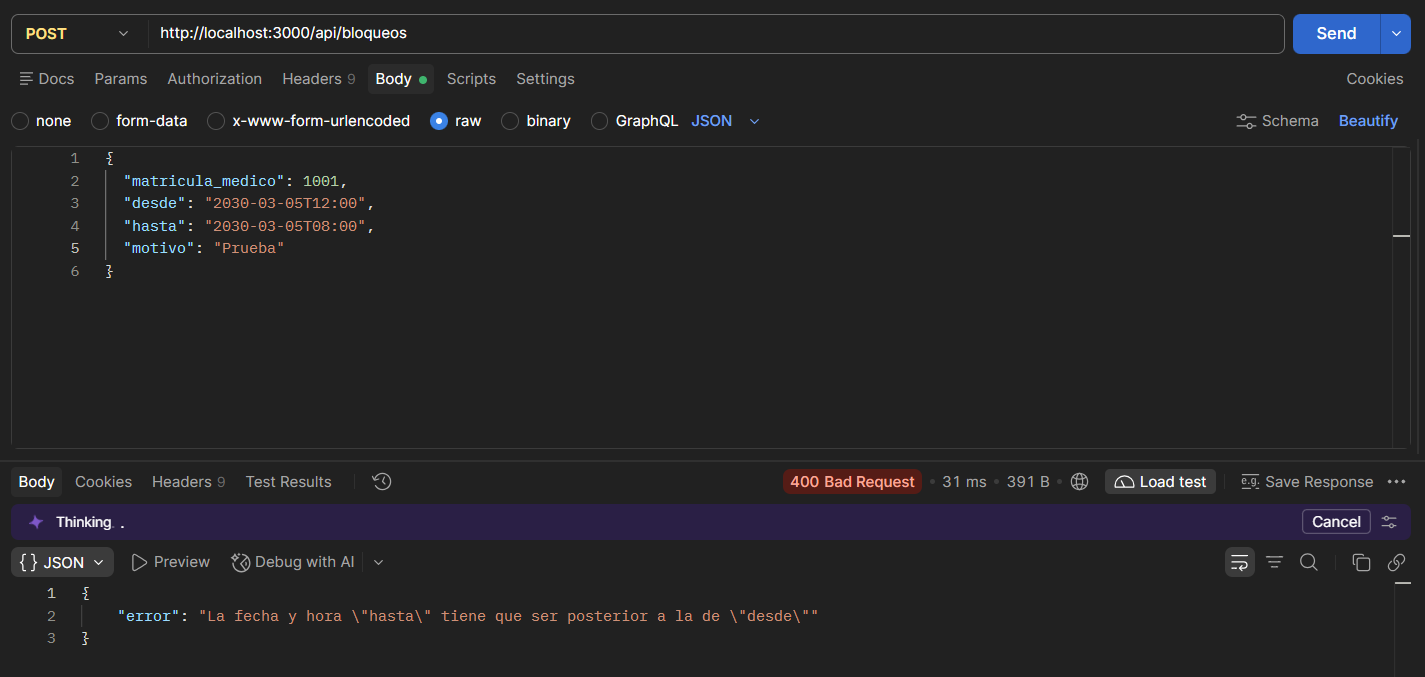 POST http://localhost:3000/api/bloqueos Send
Docs Params Authorization Headers 9 Body Scripts Settings Cookies
none form-data x-www-form-urlencoded raw binary GraphQL JSON Schema Beautify
1 {
2 "matricula_medico": 1001,
3 "desde": "2030-03-05T12:00",
4 "hasta": "2030-03-05T08:00",
5 "motivo": "Prueba"
6 }
Body Cookies Headers 9 Test Results 400 Bad Request • 31 ms • 391 B • Load test e.g. Save Response
Thinking. . Cancel
{} JSON Preview Debug with AI
1 {
2 "error": "La fecha y hora \"hasta\" tiene que ser posterior a la de \"desde\""
3 }